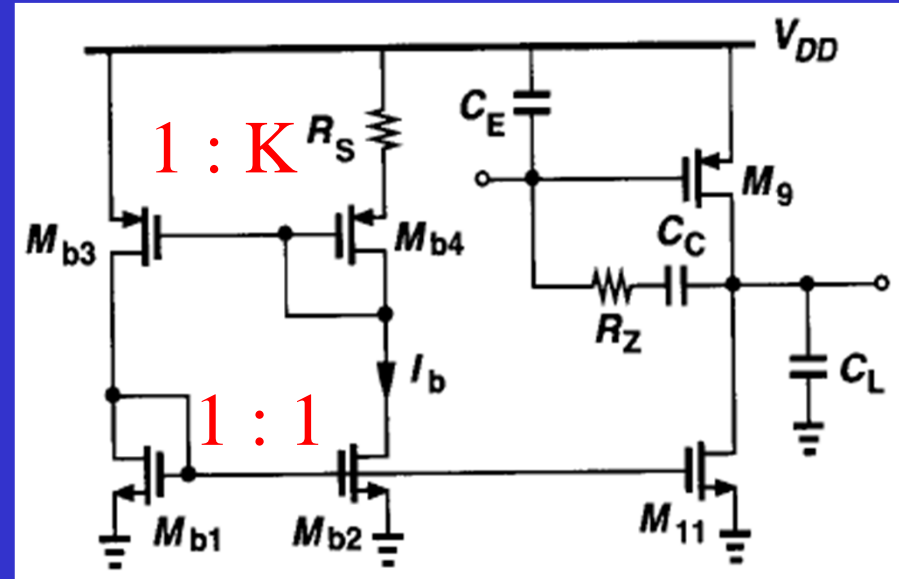 V_DD
C_E
1 : K
R_S
M_9
M_b3
M_b4
C_C
R_Z
I_b
C_L
1 : 1
M_b1
M_b2
M_11